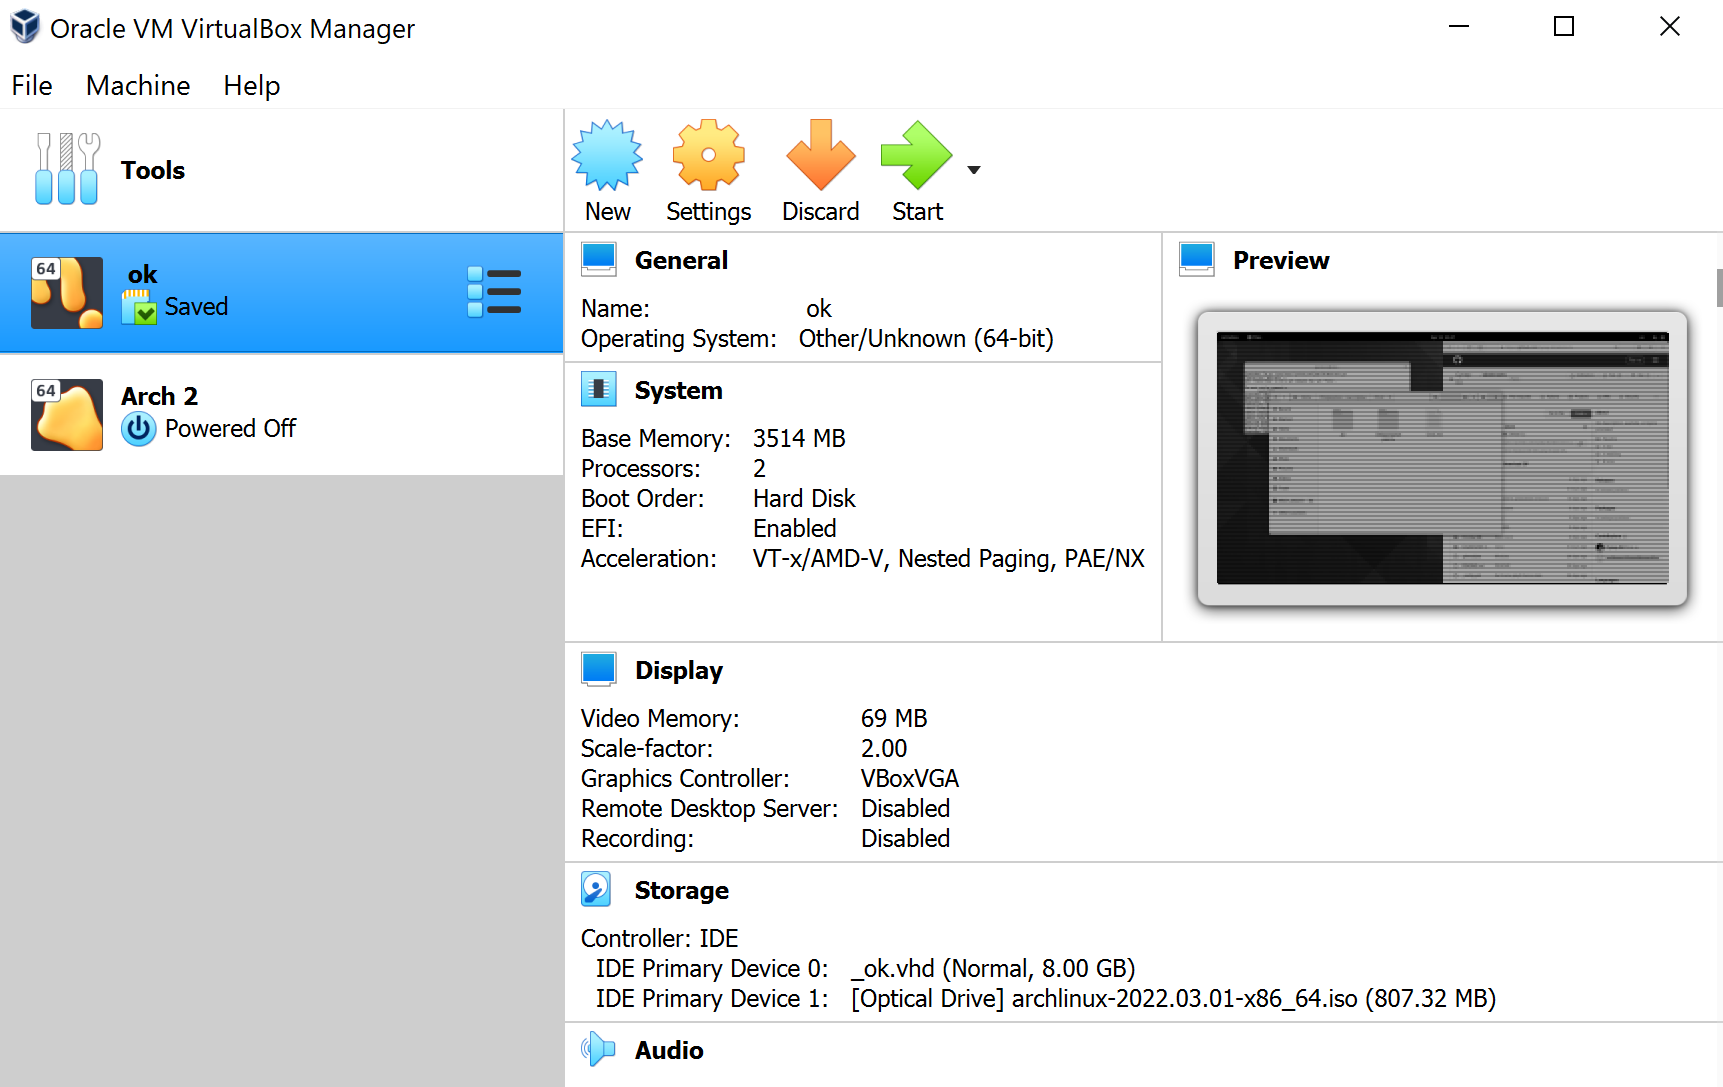 Oracle VM VirtualBox Manager
File Machine Help
Tools
New Settings Discard Start
64
ok
Saved
64
Arch 2
Powered Off
General
Name: ok
Operating System: Other/Unknown (64-bit)
System
Base Memory: 3514 MB
Processors: 2
Boot Order: Hard Disk
EFI: Enabled
Acceleration: VT-x/AMD-V, Nested Paging, PAE/NX
Preview
Display
Video Memory: 69 MB
Scale-factor: 2.00
Graphics Controller: VBoxVGA
Remote Desktop Server: Disabled
Recording: Disabled
Storage
Controller: IDE
IDE Primary Device 0: _ok.vhd (Normal, 8.00 GB)
IDE Primary Device 1: [Optical Drive] archlinux-2022.03.01-x86_64.iso (807.32 MB)
Audio